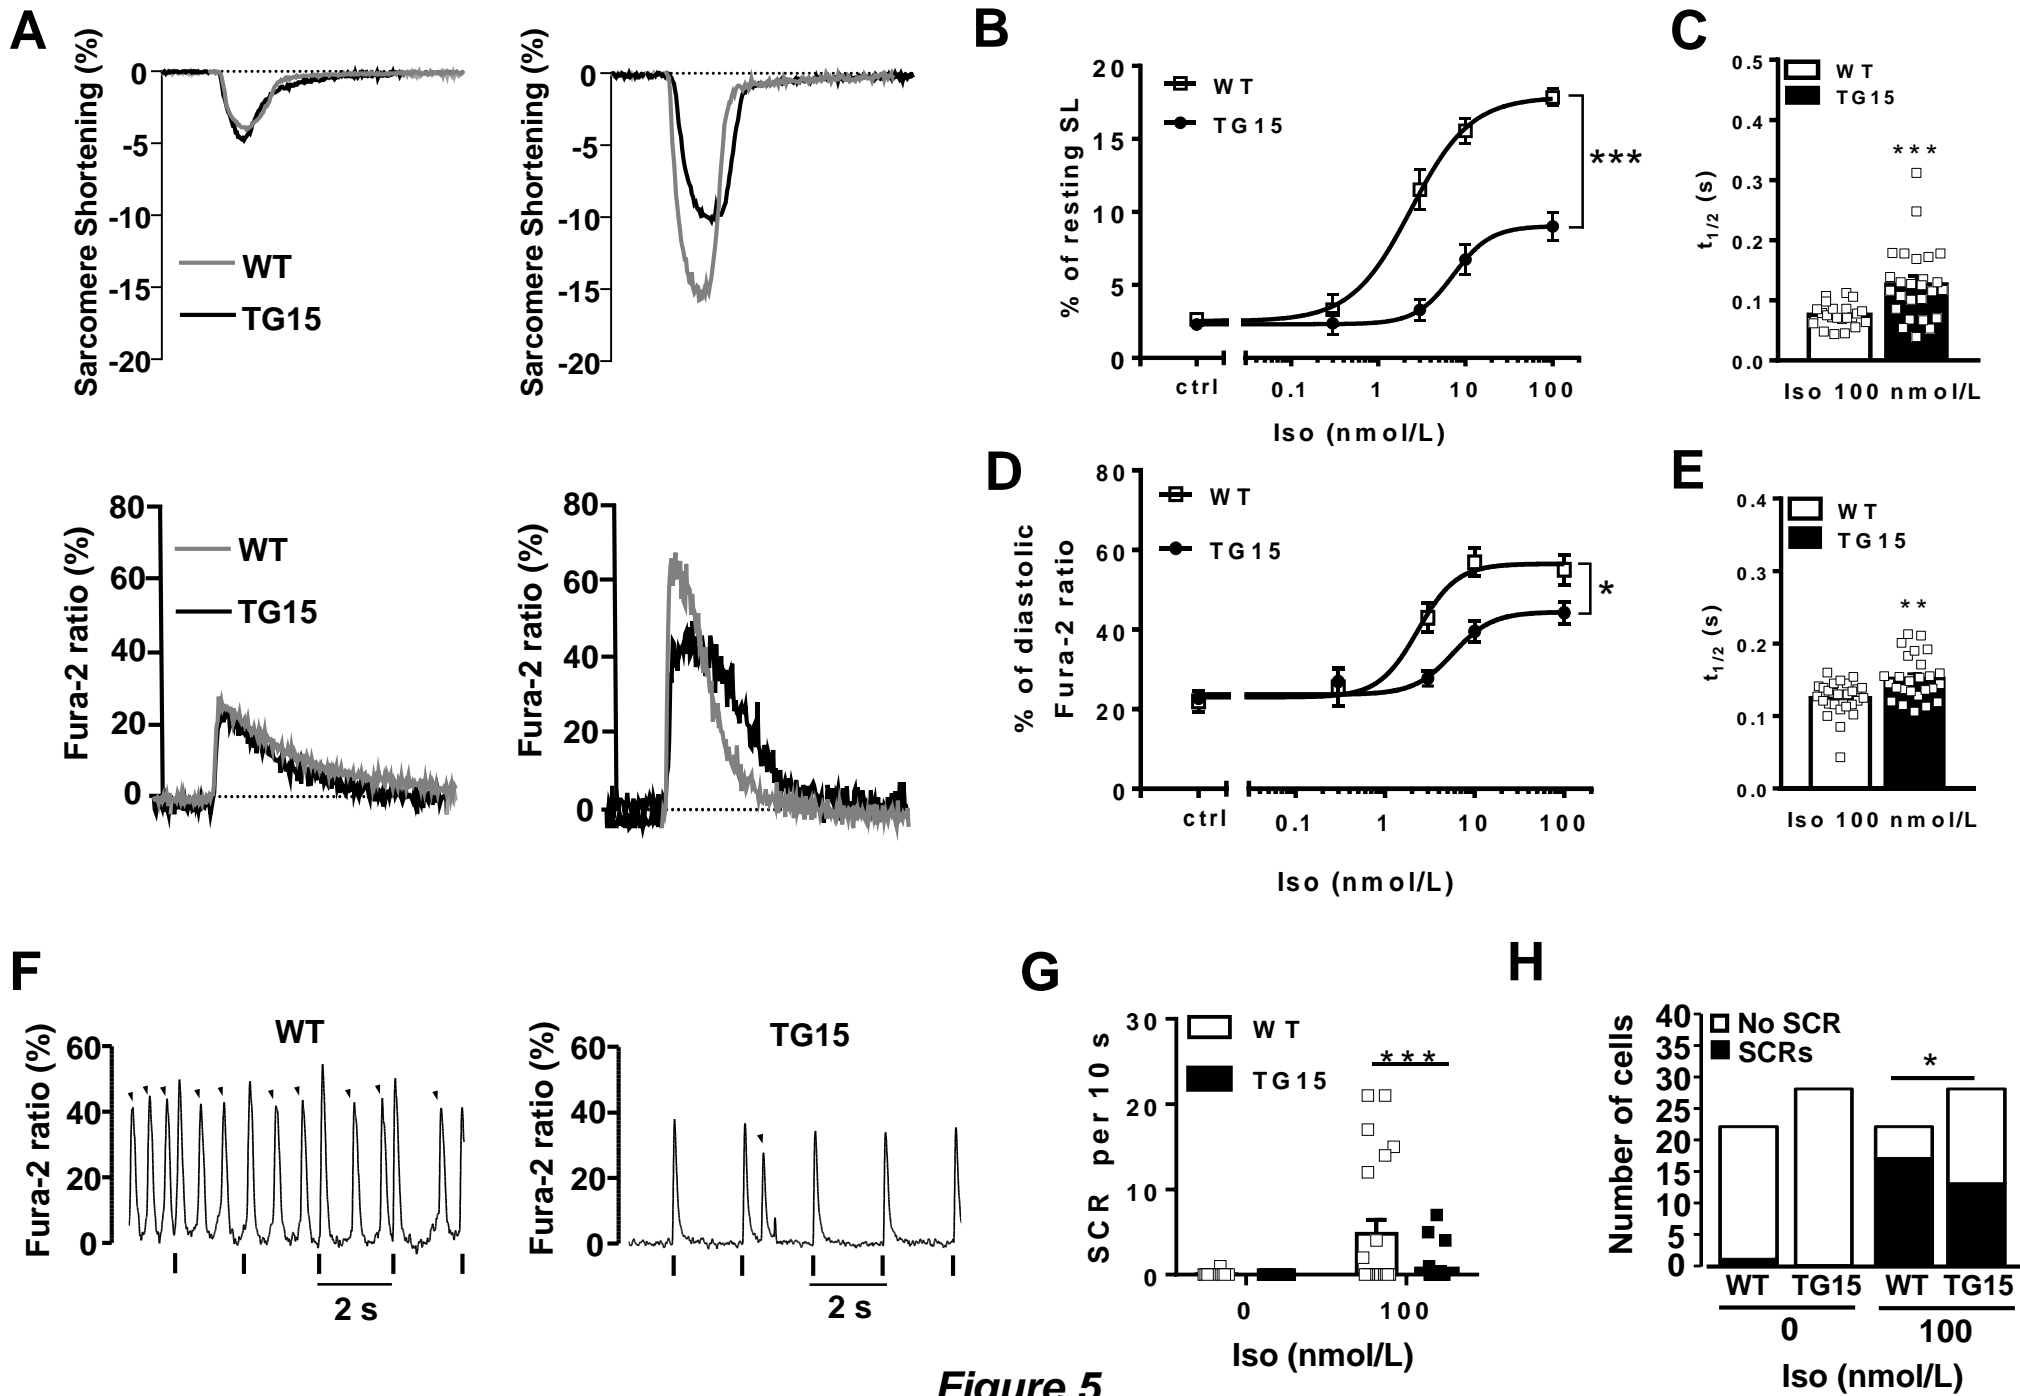 A
Sarcomere Shortening (%)
0
-5
-10
-15
-20
WT
TG15
Sarcomere Shortening (%)
0
-5
-10
-15
-20
Fura-2 ratio (%)
80
60
40
20
0
WT
TG15
Fura-2 ratio (%)
80
60
40
20
0
B
% of resting SL
20
15
10
5
0
WT
TG15
***
ctrl
0.1
1
10
100
Iso (nmol/L)
C
t1/2 (s)
0.5
0.4
0.3
0.2
0.1
0.0
WT
TG15
***
Iso 100 nmol/L
D
% of diastolic
Fura-2 ratio
80
60
40
20
0
WT
TG15
*
ctrl
0.1
1
10
100
Iso (nmol/L)
E
t1/2 (s)
0.4
0.3
0.2
0.1
0.0
WT
TG15
**
Iso 100 nmol/L
F
WT
Fura-2 ratio (%)
60
40
20
0
2 s
TG15
Fura-2 ratio (%)
60
40
20
0
2 s
G
SCR per 10 s
30
20
10
0
WT
TG15
***
0
100
Iso (nmol/L)
H
Number of cells
40
35
30
25
20
15
10
5
0
No SCR
SCRs
*
WT TG15 WT TG15
0
100
Iso (nmol/L)
Figure 5